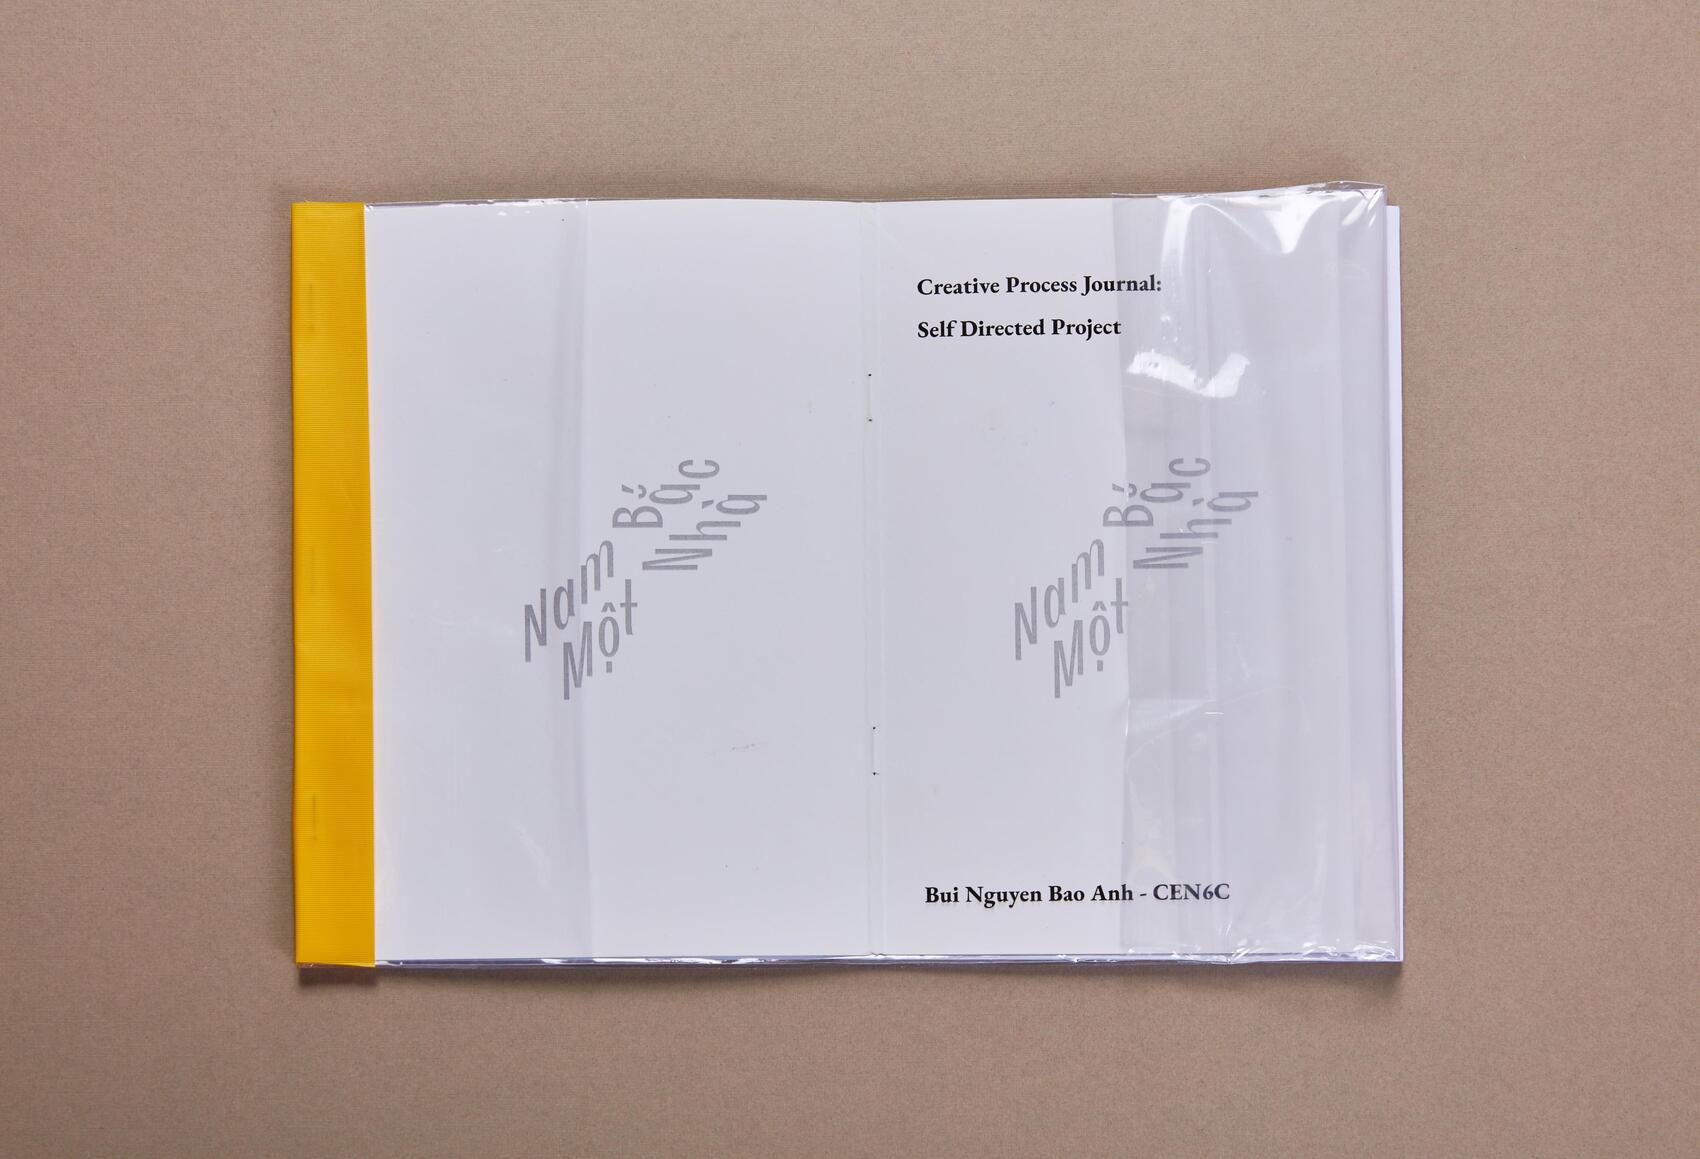 Nam Bắc
Một Nhà
Creative Process Journal:
Self Directed Project
Nam Bắc
Một Nhà
Bui Nguyen Bao Anh - CEN6C